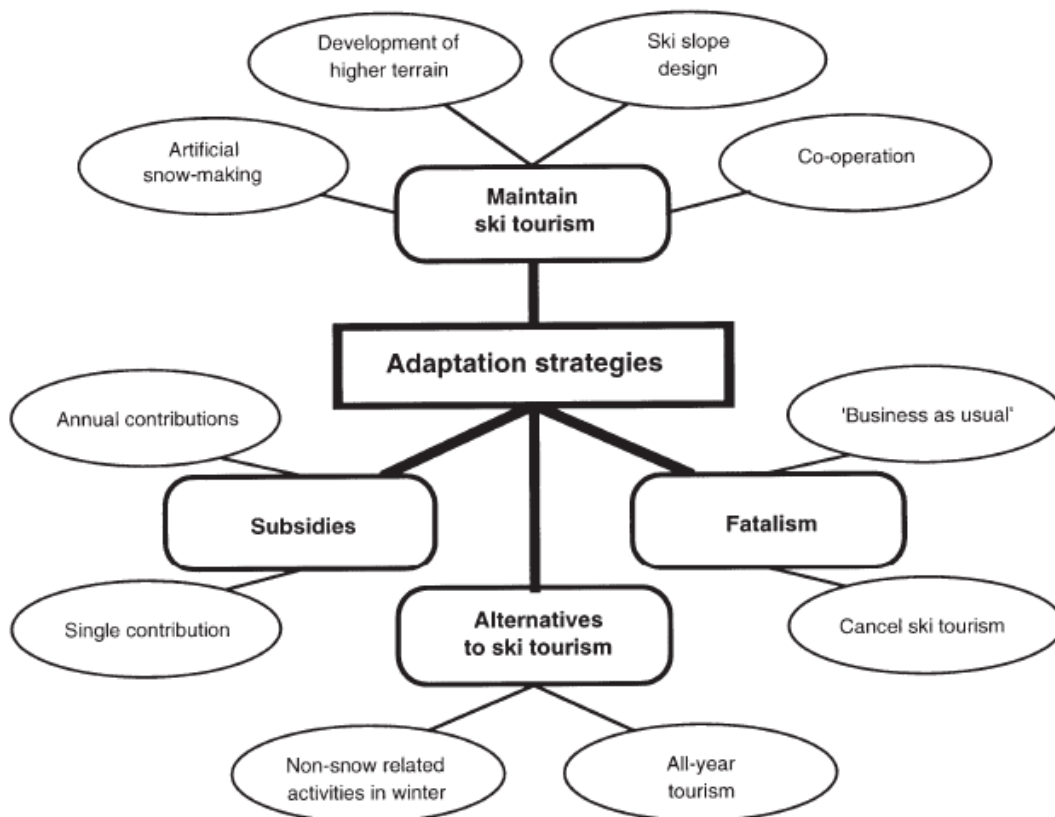 Development of
higher terrain
Ski slope
design
Artificial
snow-making
Co-operation
Maintain
ski tourism
Adaptation strategies
Annual contributions
'Business as usual'
Subsidies
Fatalism
Single contribution
Alternatives
to ski tourism
Cancel ski tourism
Non-snow related
activities in winter
All-year
tourism